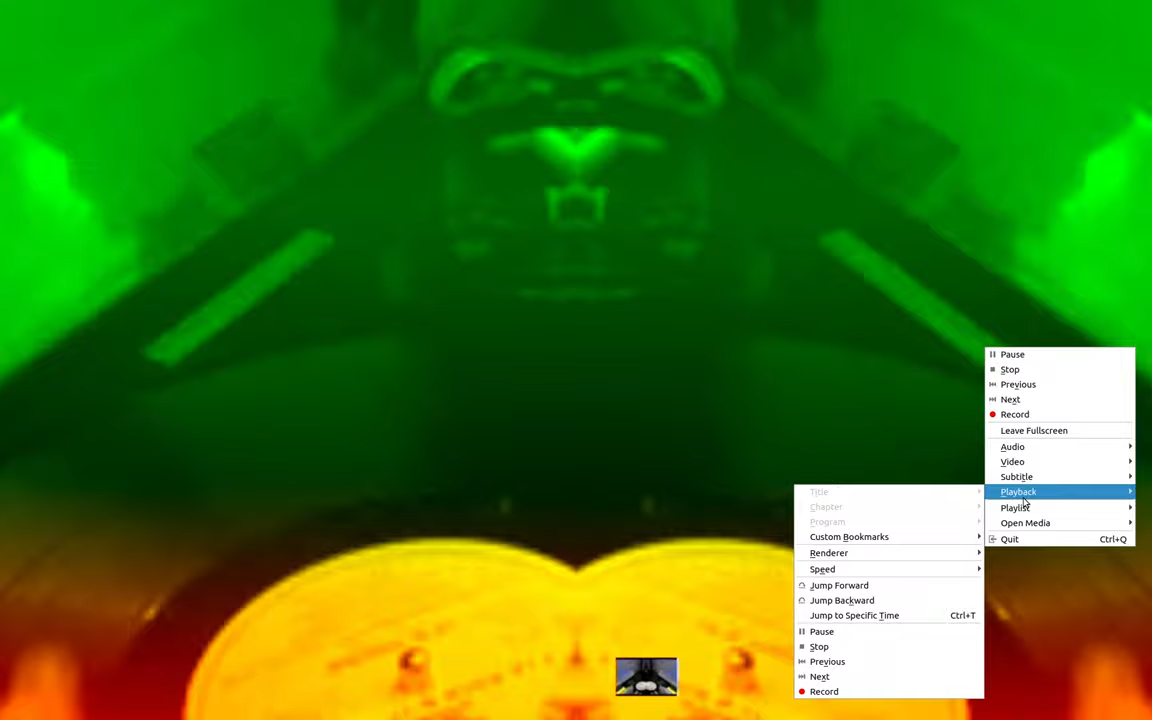 Pause
Stop
Previous
Next
Record
Leave Fullscreen
Audio
Video
Subtitle
Playback
Playlist
Open Media
Quit Ctrl+Q
Title
Chapter
Program
Custom Bookmarks
Renderer
Speed
Jump Forward
Jump Backward
Jump to Specific Time Ctrl+T
Pause
Stop
Previous
Next
Record